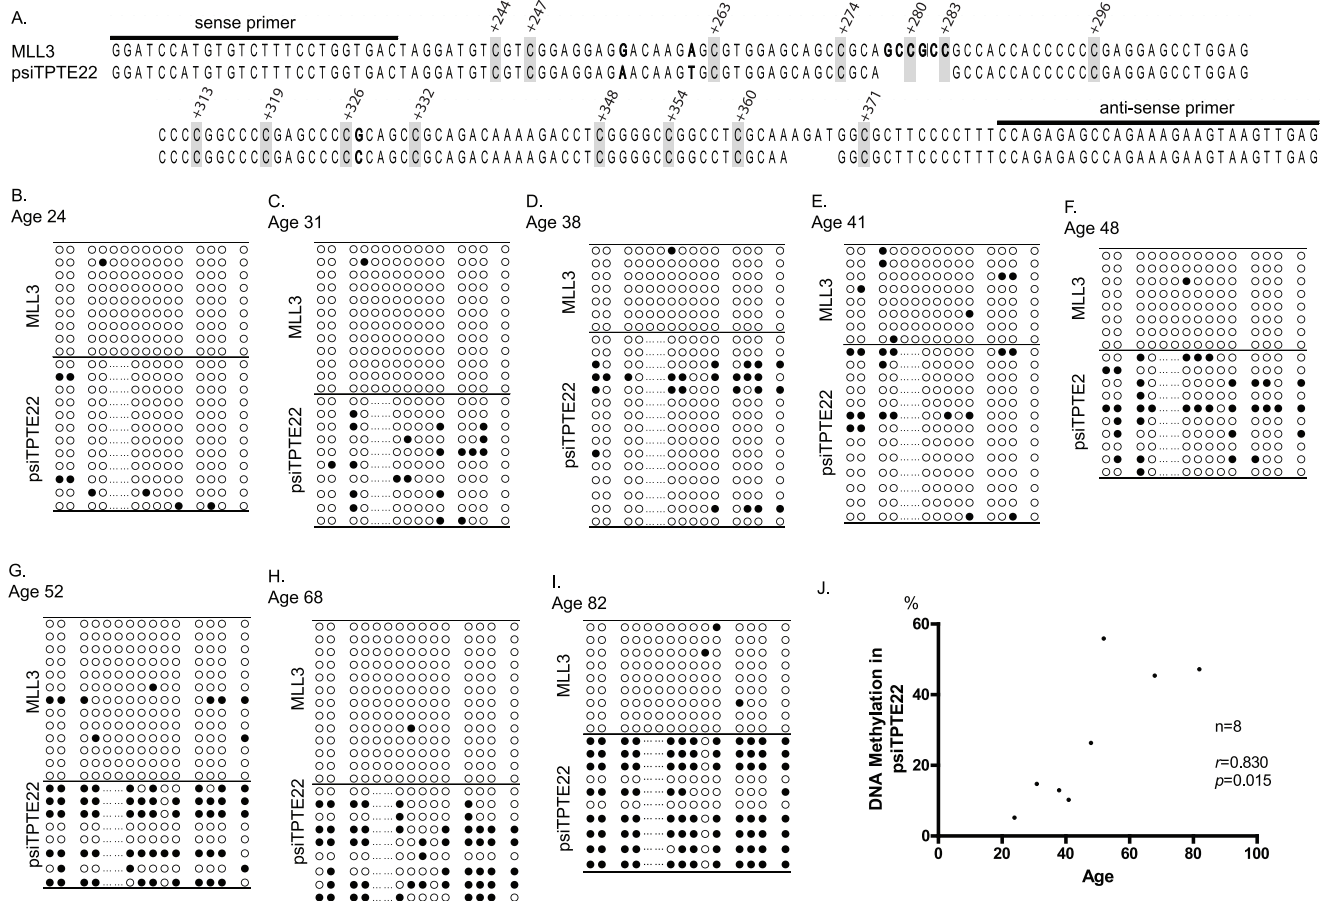 A.
sense primer
+244 +247 +263 +274 +280 +283 +296
MLL3 GGATCCATGTGTCTTTCCTGGTGACTAGGATGTCGTCGGAGGAGGACAAGAGCGTGGAGCAGCCGCAGCCGCCGCCACCACCCCCCGAGGAGCCTGGAG
psiTPTE22 GGATCCATGTGTCTTTCCTGGTGACTAGGATGTCGTCGGAGGAGAACAAGTGCGTGGAGCAGCCGCA GCCACCACCCCCCGAGGAGCCTGGAG
+313 +319 +326 +332 +348 +354 +360 +371
anti-sense primer
CCCCGGCCCCGAGCCCCGCAGCCGCAGACAAAAGACCTCGGGGCCGGCCTCGCAAAGATGGCGCTTCCCCTTTCCAGAGAGCCAGAAAGAAGTAAGTTGAG
CCCCGGCCCCGAGCCCCCCAGCCGCAGACAAAAGACCTCGGGGCCGGCCTCGCAA GGCGCTTCCCCTTTCCAGAGAGCCAGAAAGAAGTAAGTTGAG
B.
Age 24
MLL3
psiTPTE22
C.
Age 31
MLL3
psiTPTE22
D.
Age 38
MLL3
psiTPTE22
E.
Age 41
MLL3
psiTPTE22
F.
Age 48
MLL3
psiTPTE2
G.
Age 52
MLL3
psiTPTE22
H.
Age 68
MLL3
psiTPTE22
I.
Age 82
MLL3
psiTPTE22
J.
%
60
40
20
0
DNA Methylation in
psiTPTE22
n=8
r=0.830
p=0.015
0 20 40 60 80 100
Age